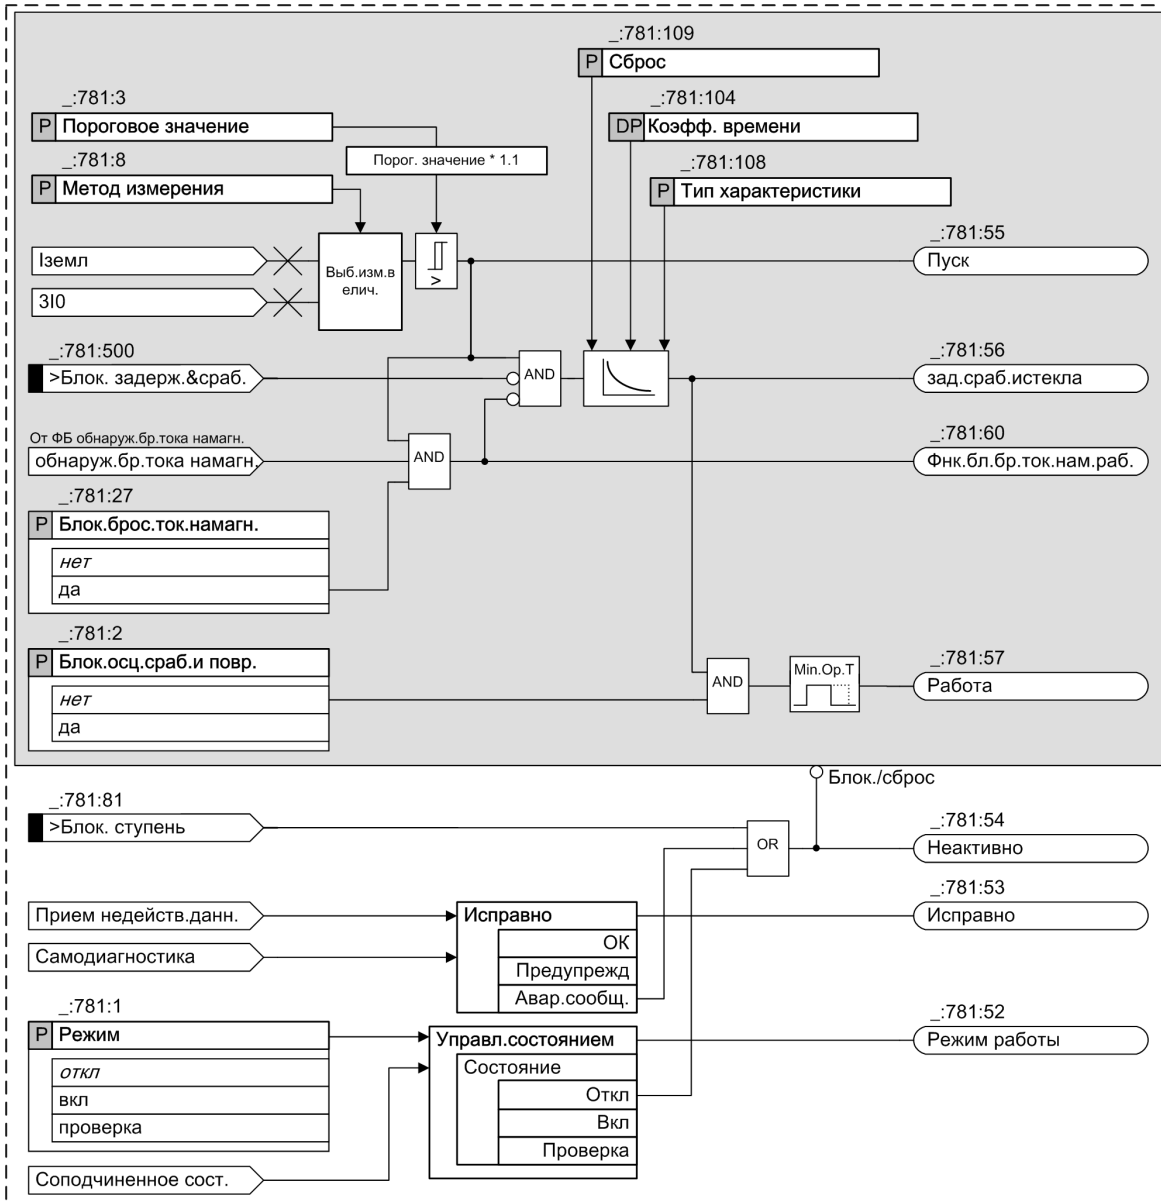 _:781:109
P Сброс
_:781:3
P Пороговое значение
_:781:104
DP Коэфф. времени
Порог. значение * 1.1
_:781:8
P Метод измерения
_:781:108
P Тип характеристики
Iземл
3I0
Выб.изм.в
елич.
>
_:781:55
Пуск
_:781:500
>Блок. задерж.&сраб.
AND
_:781:56
зад.сраб.истекла
От ФБ обнаруж.бр.тока намагн.
обнаруж.бр.тока намагн.
AND
_:781:60
Фнк.бл.бр.ток.нам.раб.
_:781:27
P Блок.брос.ток.намагн.
нет
да
_:781:2
P Блок.осц.сраб.и повр.
нет
да
AND
Min.Op.T
_:781:57
Работа
Блок./сброс
_:781:81
>Блок. ступень
OR
_:781:54
Неактивно
Прием недейств.данн.
Самодиагностика
Исправно
ОК
Предупрежд
Авар.сообщ.
_:781:53
Исправно
_:781:1
P Режим
откл
вкл
проверка
Соподчиненное сост.
Управл.состоянием
Состояние
Откл
Вкл
Проверка
_:781:52
Режим работы